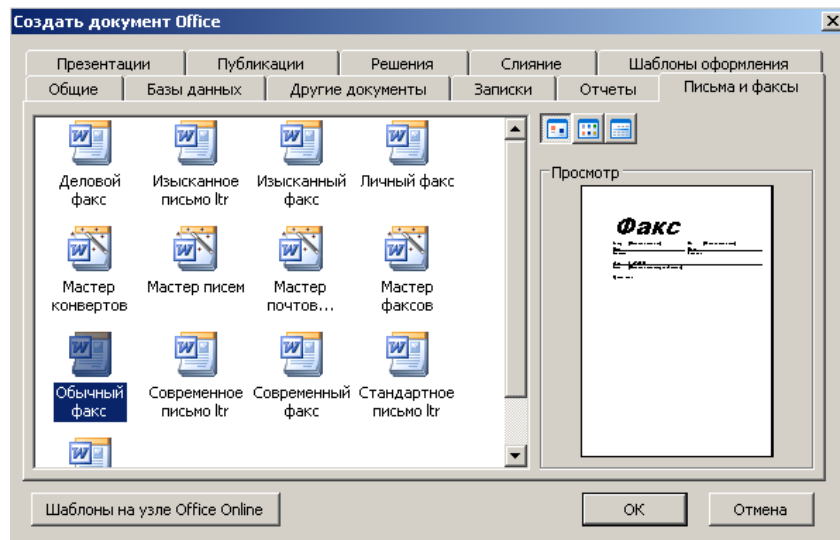 Создать документ Office
Презентации Публикации Решения Слияние Шаблоны оформления
Общие Базы данных Другие документы Записки Отчеты Письма и факсы
Деловой факс
Изысканное письмо ltr
Изысканный факс
Личный факс
Мастер конвертов
Мастер писем
Мастер почтов...
Мастер факсов
Обычный факс
Современное письмо ltr
Современный факс
Стандартное письмо ltr
Просмотр
Факс
Шаблоны на узле Office Online
ОК
Отмена